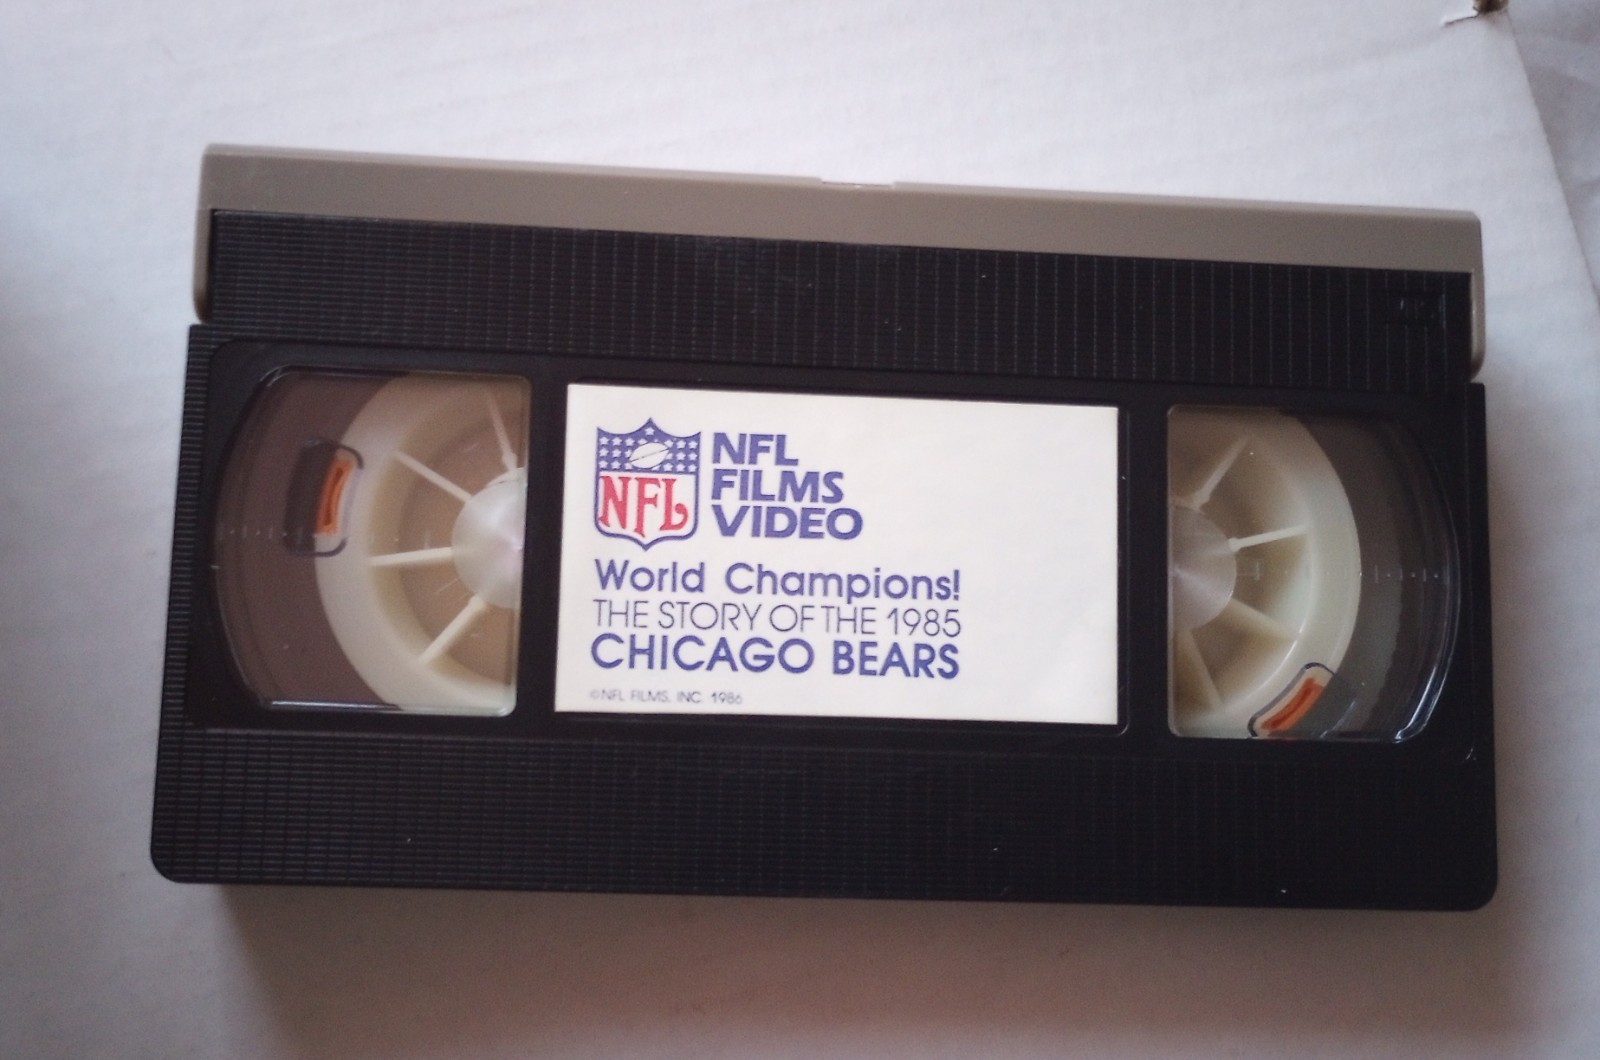 NFL
NFL
FILMS
VIDEO
World Champions!
THE STORY OF THE 1985
CHICAGO BEARS
©NFL FILMS, INC. 1986